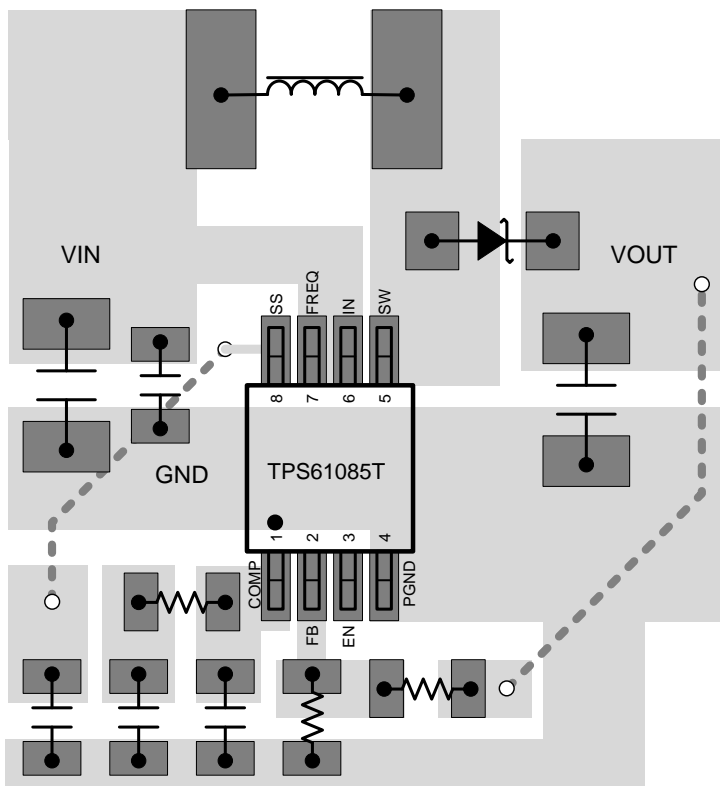 VIN
VOUT
SS
FREQ
IN
SW
8
7
6
5
GND
TPS61085T
1
2
3
4
COMP
FB
EN
PGND